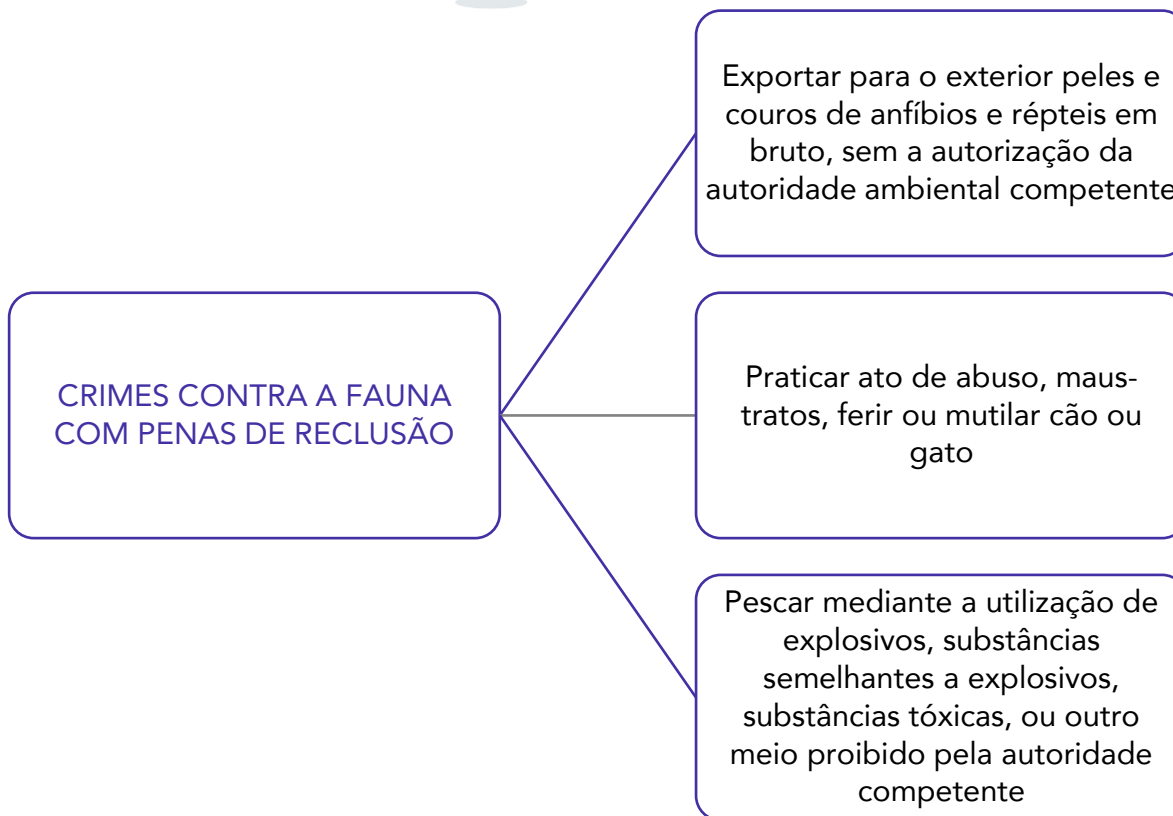 Exportar para o exterior peles e
couros de anfíbios e répteis em
bruto, sem a autorização da
autoridade ambiental competente
CRIMES CONTRA A FAUNA
COM PENAS DE RECLUSÃO
Praticar ato de abuso, maus-
tratos, ferir ou mutilar cão ou
gato
Pescar mediante a utilização de
explosivos, substâncias
semelhantes a explosivos,
substâncias tóxicas, ou outro
meio proibido pela autoridade
competente